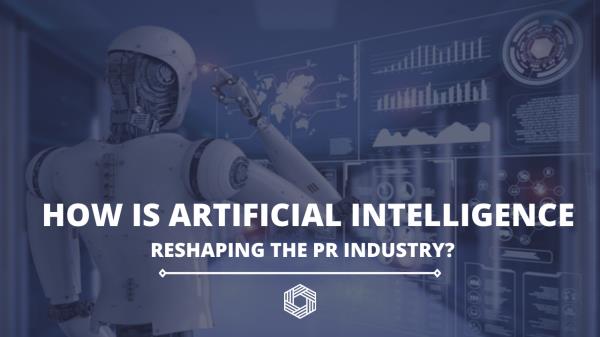 HOW IS ARTIFICIAL INTELLIGENCE
RESHAPING THE PR INDUSTRY?